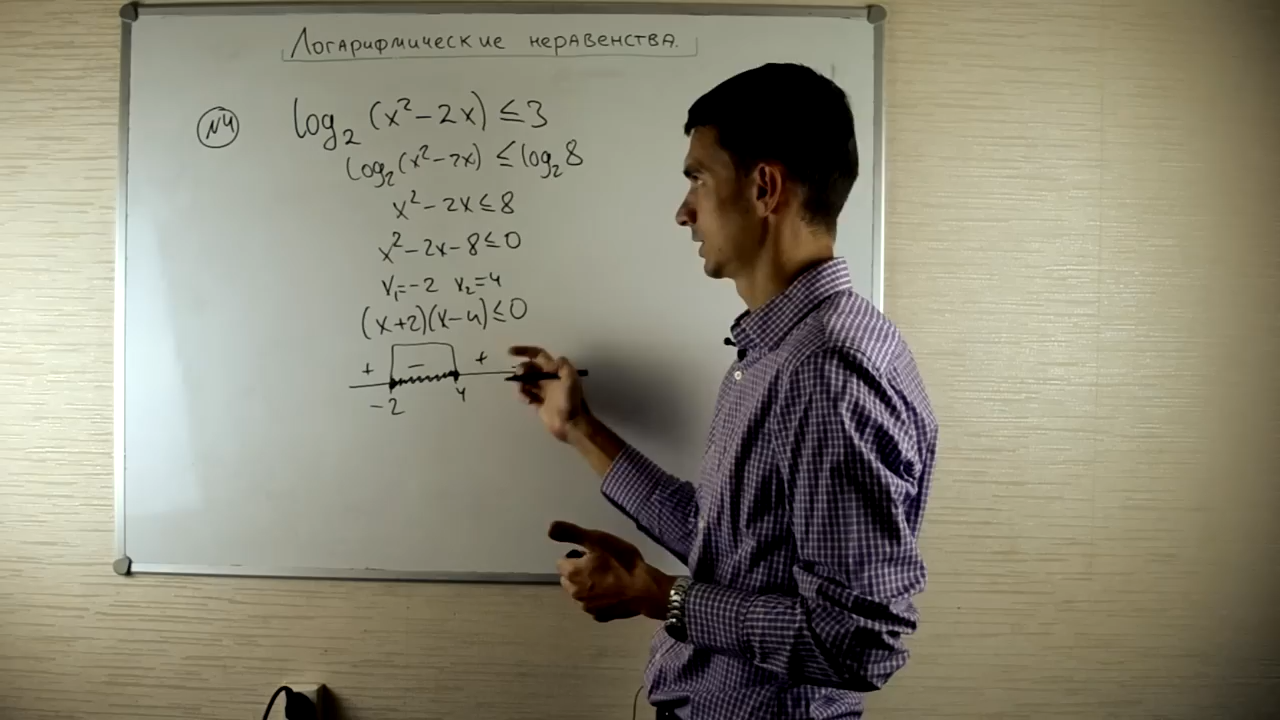 Логарифмические неравенства.
№4 log₂ (x² - 2x) ≤ 3
log₂ (x² - 2x) ≤ log₂ 8
x² - 2x ≤ 8
x² - 2x - 8 ≤ 0
x₁ = -2 x₂ = 4
(x + 2)(x - 4) ≤ 0
+ - +
-2 4